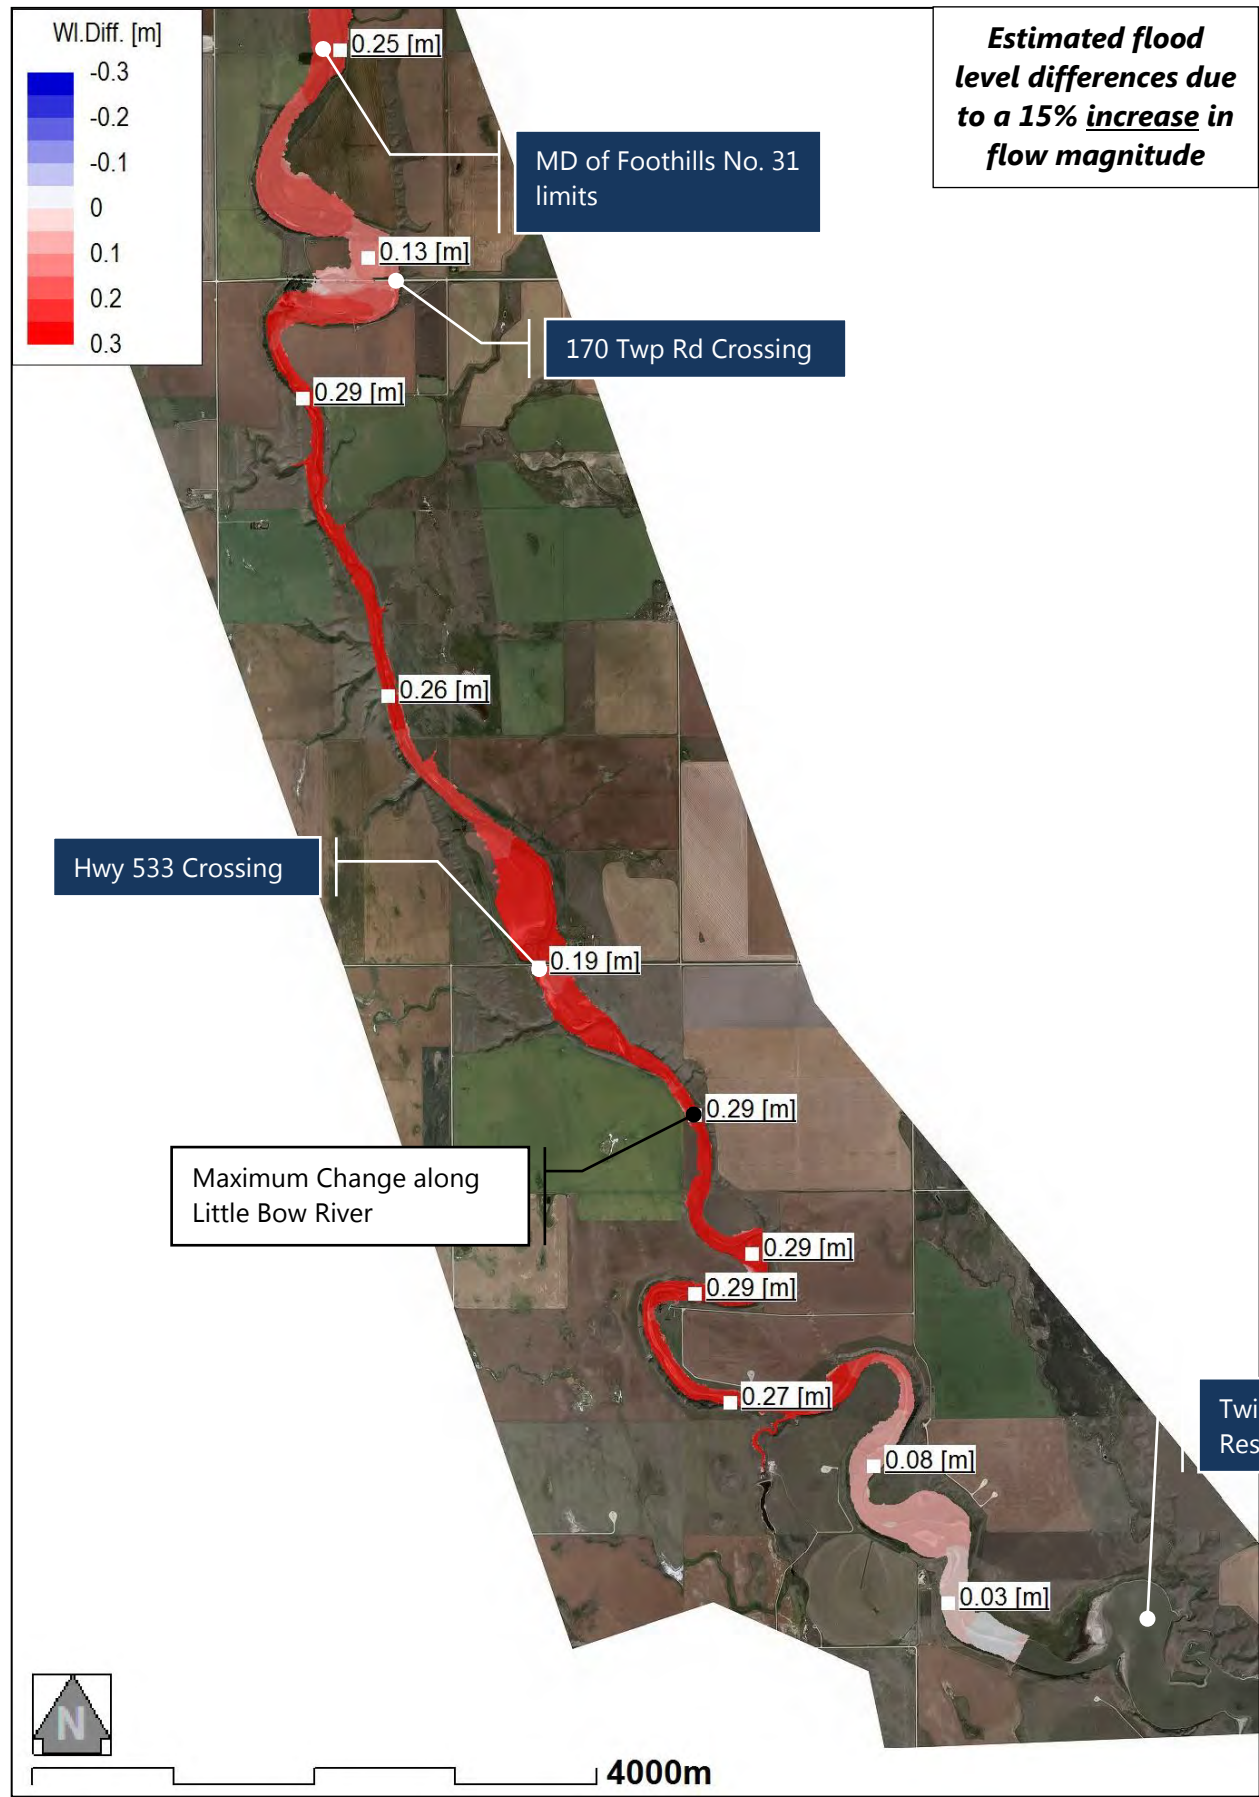 Wl.Diff. [m]
-0.3
-0.2
-0.1
0
0.1
0.2
0.3
Estimated flood
level differences due
to a 15% increase in
flow magnitude
0.25 [m]
MD of Foothills No. 31
limits
0.13 [m]
170 Twp Rd Crossing
0.29 [m]
0.26 [m]
Hwy 533 Crossing
0.19 [m]
0.29 [m]
Maximum Change along
Little Bow River
0.29 [m]
0.29 [m]
0.27 [m]
Twi
Res
0.08 [m]
0.03 [m]
N
4000m